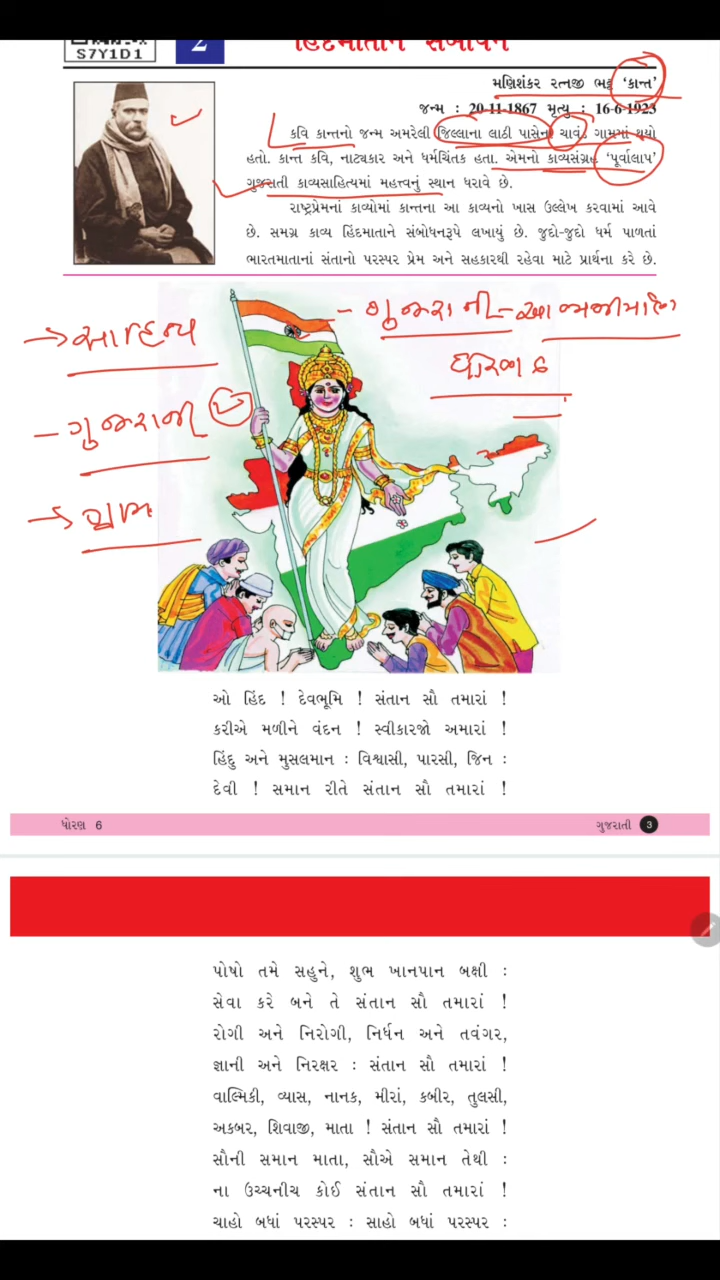 S7Y1D1
2
હિંદમાતાને સંબોધન
મણિશંકર રત્નજી ભટ્ટ ‘કાન્ત’
જન્મ : 20-11-1867 મૃત્યુ : 16-6-1923
કવિ કાન્તનો જન્મ અમરેલી જિલ્લાના લાઠી પાસેના ચાવંડ ગામમાં થયો
હતો. કાન્ત કવિ, નાટ્યકાર અને ધર્મચિંતક હતા. એમનો કાવ્યસંગ્રહ ‘પૂર્વાલાપ’
ગુજરાતી કાવ્યસાહિત્યમાં મહત્ત્વનું સ્થાન ધરાવે છે.
રાષ્ટ્રપ્રેમનાં કાવ્યોમાં કાન્તના આ કાવ્યનો ખાસ ઉલ્લેખ કરવામાં આવે
છે. સમગ્ર કાવ્ય હિંદમાતાને સંબોધનરૂપે લખાયું છે. જુદો-જુદો ધર્મ પાળતાં
ભારતમાતાનાં સંતાનો પરસ્પર પ્રેમ અને સહકારથી રહેવા માટે પ્રાર્થના કરે છે.
સાહિત્ય
ગુજરાતી
ગુજરાતી
ઓ હિંદ ! દેવભૂમિ ! સંતાન સૌ તમારાં !
કરીએ મળીને વંદન ! સ્વીકારજો અમારાં !
હિંદુ અને મુસલમાન : વિશ્વાસી, પારસી, જિન :
દેવી ! સમાન રીતે સંતાન સૌ તમારાં !
ધોરણ 6
ગુજરાતી 3
પોષો તમે સહુને, શુભ ખાનપાન બક્ષી :
સેવા કરે બને તે સંતાન સૌ તમારાં !
રોગી અને નિરોગી, નિર્ધન અને તવંગર,
જ્ઞાની અને નિરક્ષર : સંતાન સૌ તમારાં !
વાલ્મિકી, વ્યાસ, નાનક, મીરાં, કબીર, તુલસી,
અકબર, શિવાજી, માતા ! સંતાન સૌ તમારાં !
સૌની સમાન માતા, સૌએ સમાન તેથી :
ના ઉચ્ચનીચ કોઈ સંતાન સૌ તમારાં !
ચાહો બધાં પરસ્પર : સાહો બધાં પરસ્પર :